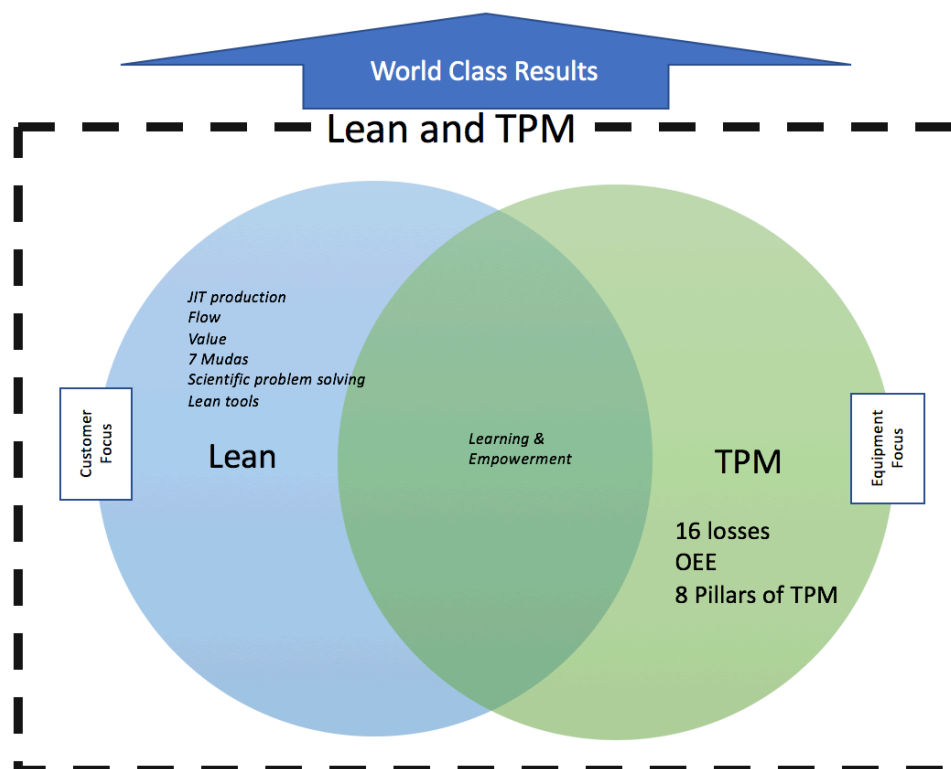 World Class Results
Lean and TPM
JIT production
Flow
Value
7 Mudas
Scientific problem solving
Lean tools
Customer
Focus
Lean
Learning &
Empowerment
TPM
Equipment
Focus
16 losses
OEE
8 Pillars of TPM